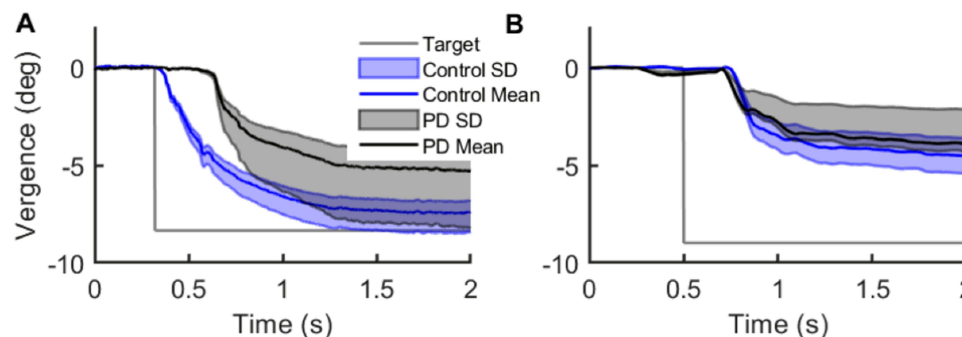 A
B
Target
Control SD
Control Mean
PD SD
PD Mean
Vergence (deg)
0
-5
-10
0
0.5
1
1.5
2
Time (s)
0
-5
-10
0
0.5
1
1.5
Time (s)